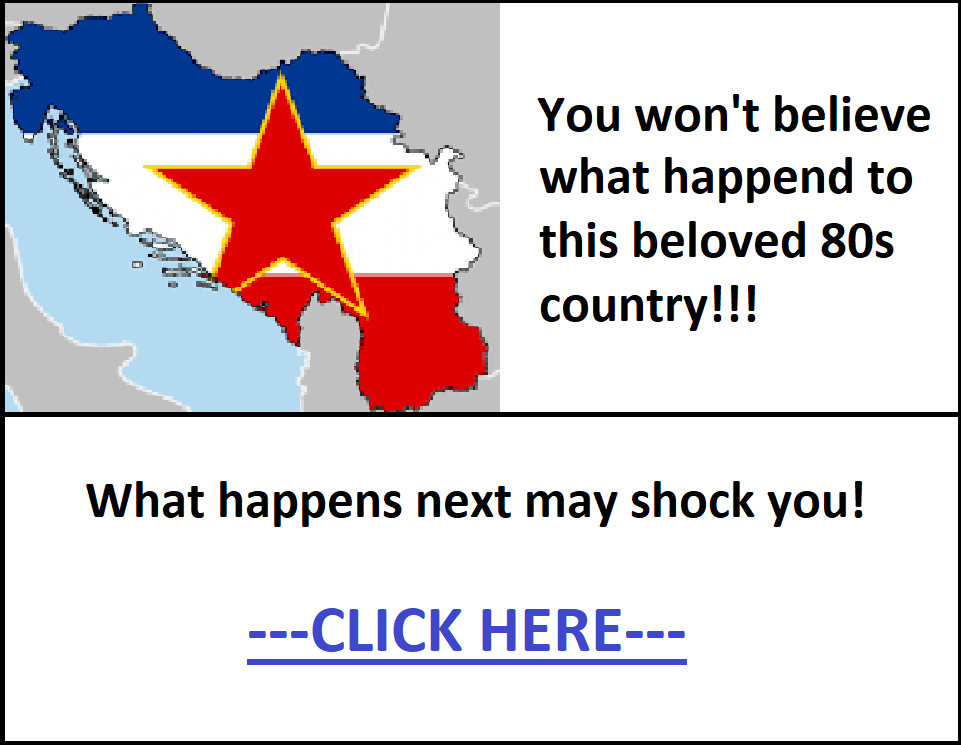 You won't believe
what happend to
this beloved 80s
country!!!
What happens next may shock you!
---CLICK HERE---